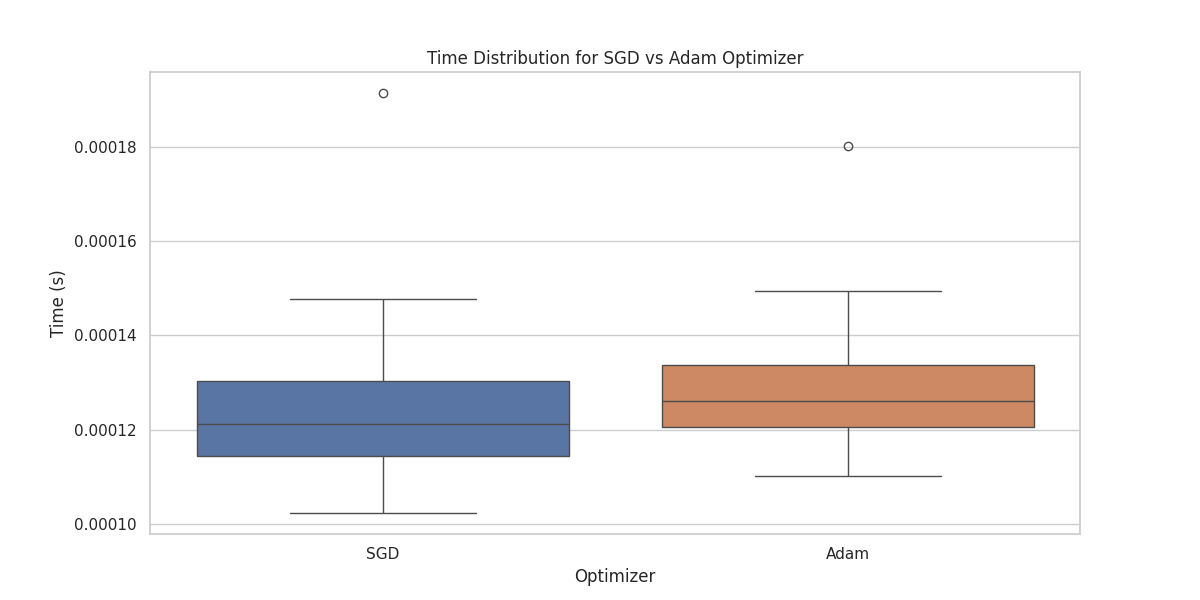 Time Distribution for SGD vs Adam Optimizer
Time (s)
0.00018
0.00016
0.00014
0.00012
0.00010
SGD
Adam
Optimizer